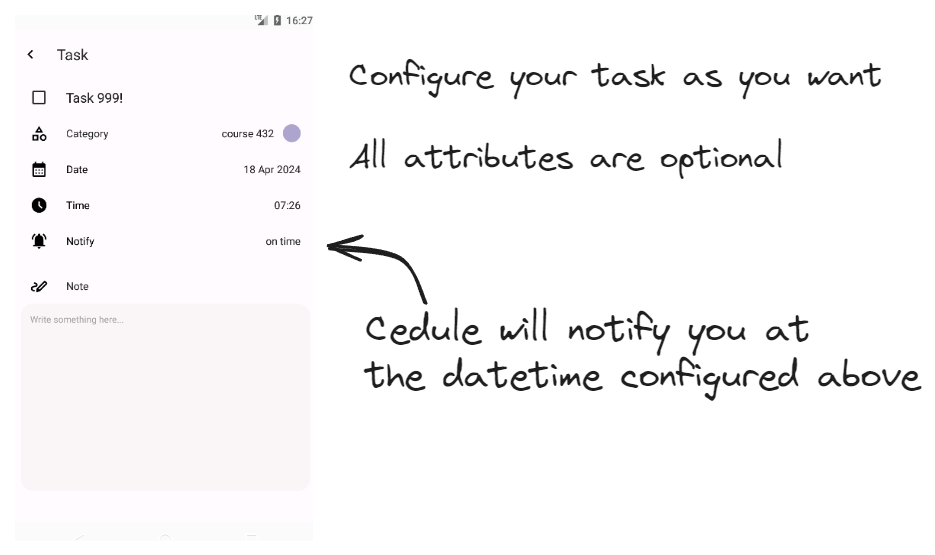 LTE 16:27
Task
Task 999!
Category course 432
Date 18 Apr 2024
Time 07:26
Notify on time
Note
Write something here...
Configure your task as you want
All attributes are optional
Cedule will notify you at
the datetime configured above